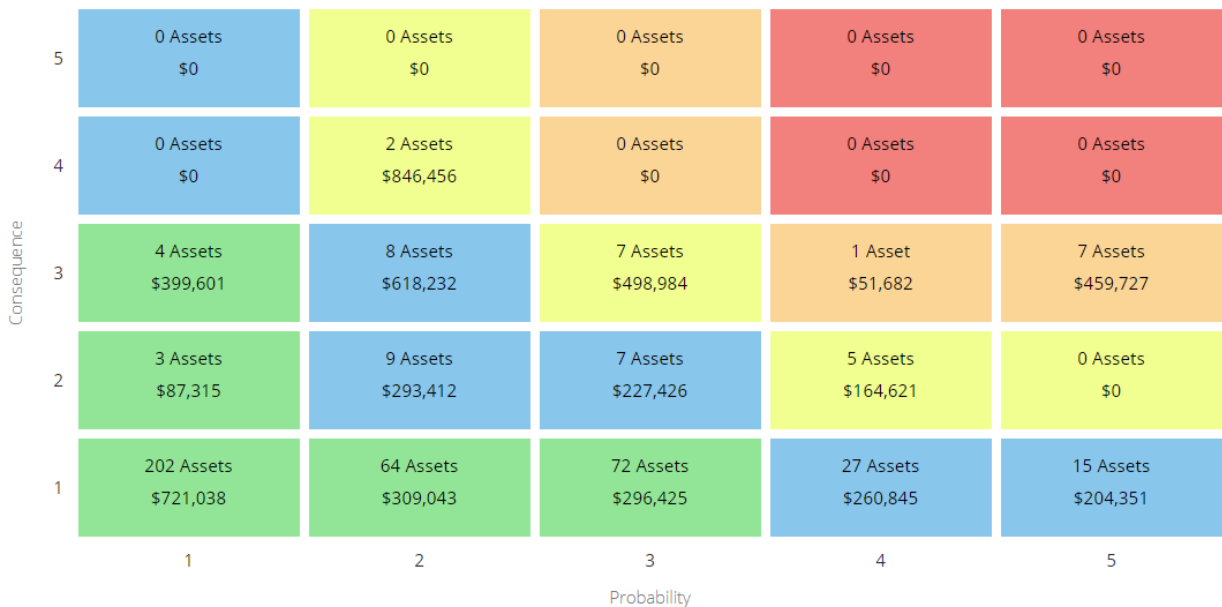 Consequence
5
0 Assets
$0
0 Assets
$0
0 Assets
$0
0 Assets
$0
0 Assets
$0
4
0 Assets
$0
2 Assets
$846,456
0 Assets
$0
0 Assets
$0
0 Assets
$0
3
4 Assets
$399,601
8 Assets
$618,232
7 Assets
$498,984
1 Asset
$51,682
7 Assets
$459,727
2
3 Assets
$87,315
9 Assets
$293,412
7 Assets
$227,426
5 Assets
$164,621
0 Assets
$0
1
202 Assets
$721,038
64 Assets
$309,043
72 Assets
$296,425
27 Assets
$260,845
15 Assets
$204,351
1
2
3
4
5
Probability